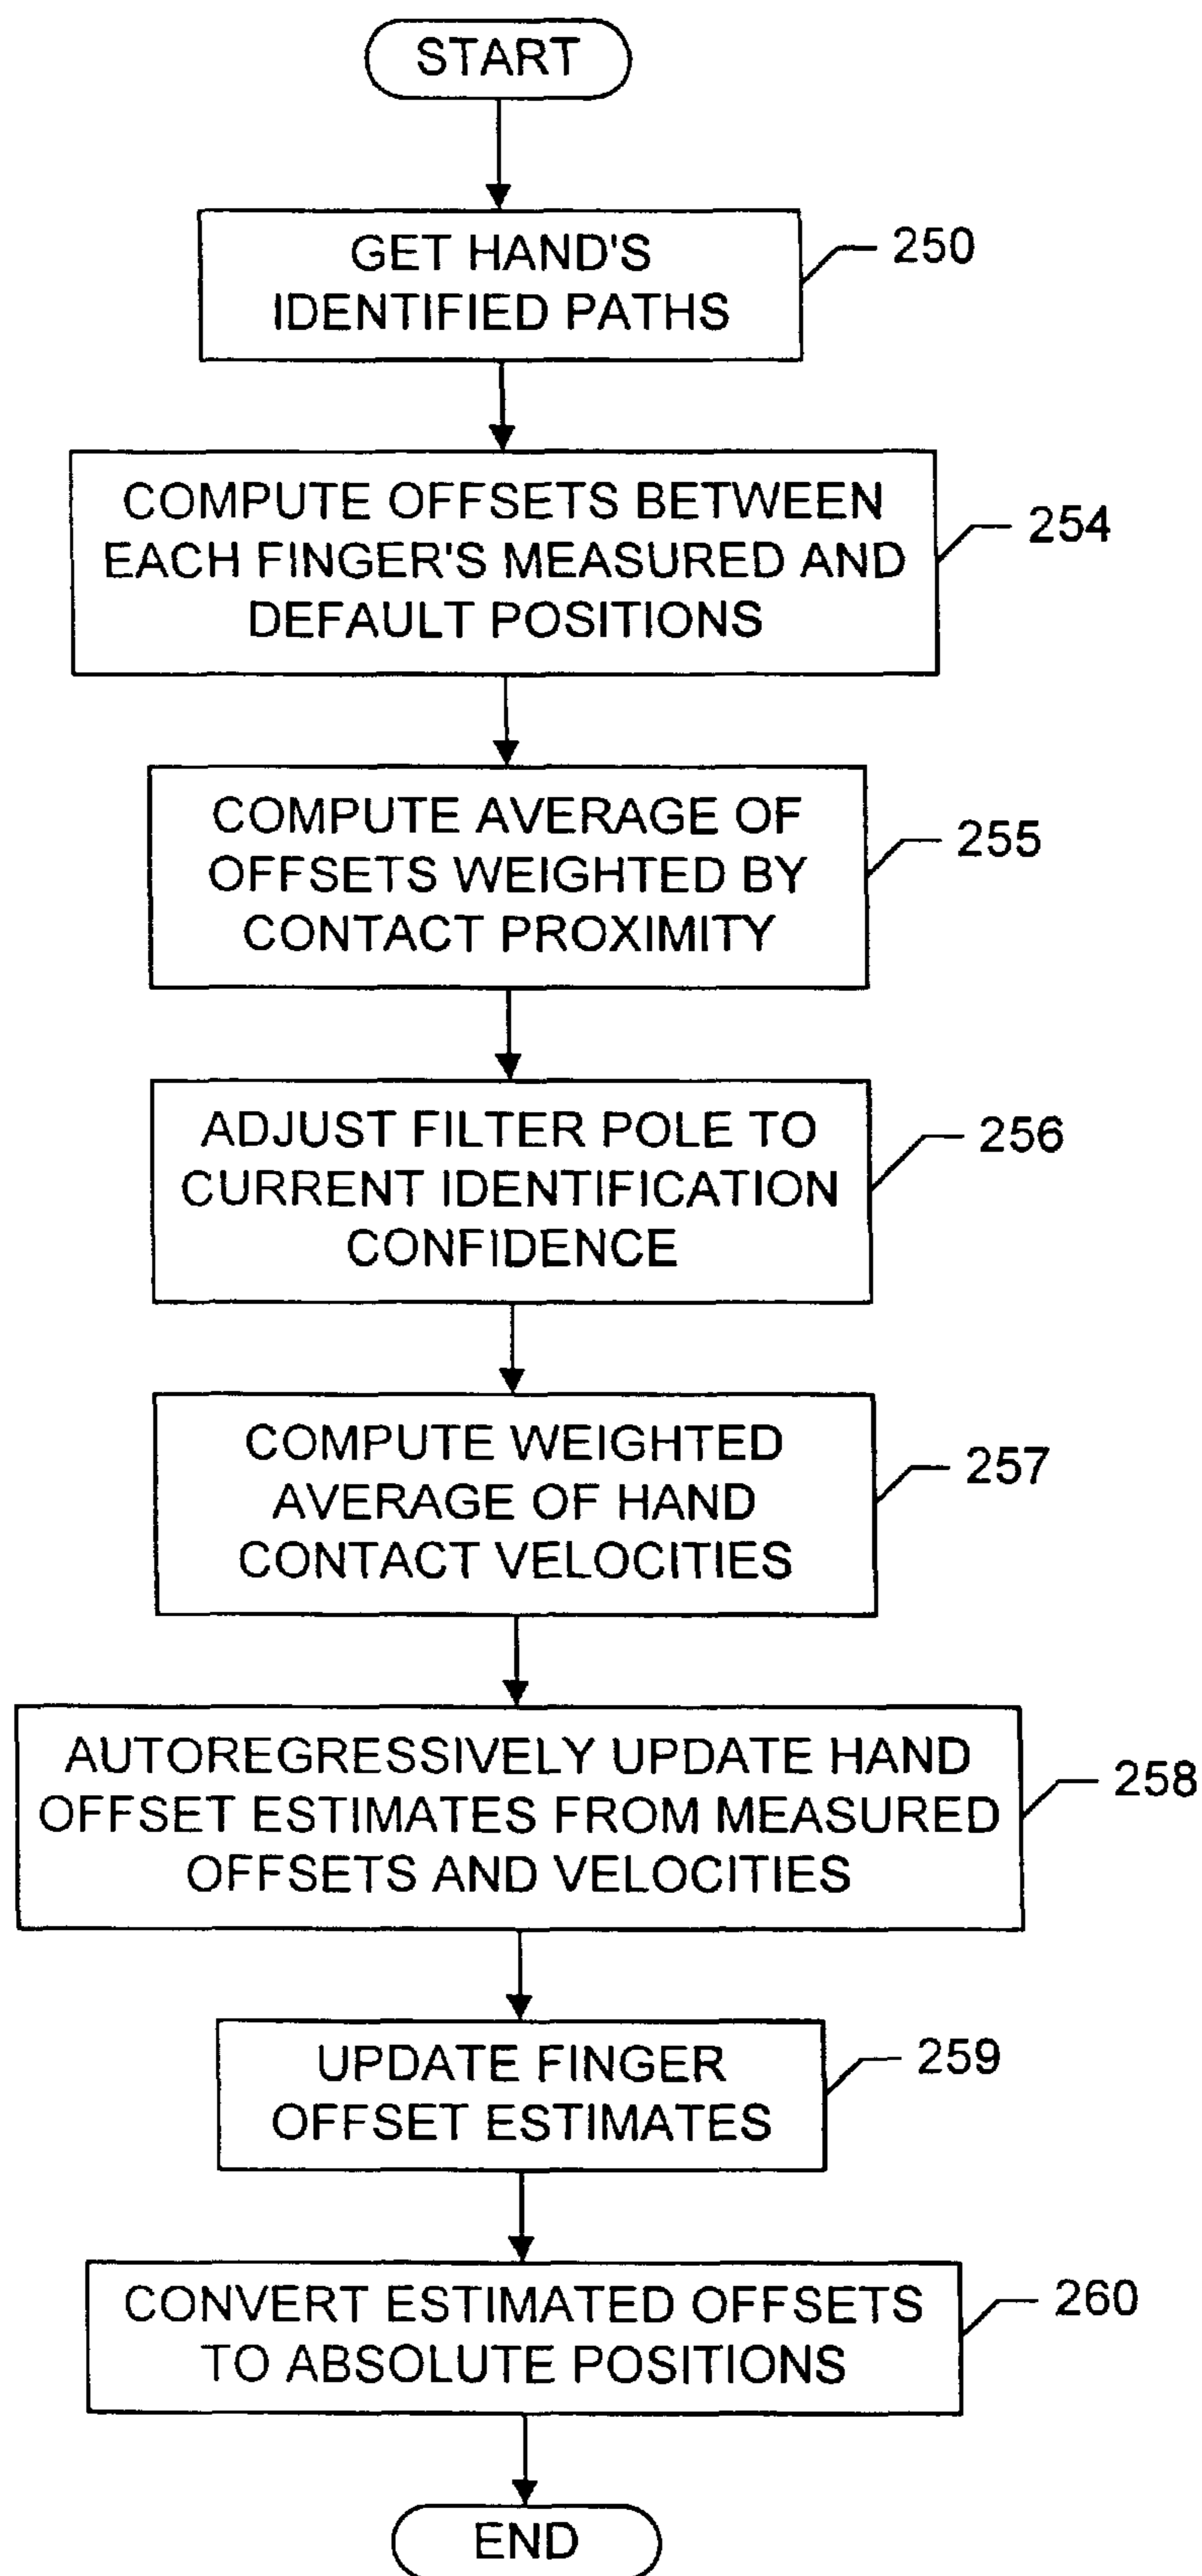 START
GET HAND'S
IDENTIFIED PATHS
250
COMPUTE OFFSETS BETWEEN
EACH FINGER'S MEASURED AND
DEFAULT POSITIONS
254
COMPUTE AVERAGE OF
OFFSETS WEIGHTED BY
CONTACT PROXIMITY
255
ADJUST FILTER POLE TO
CURRENT IDENTIFICATION
CONFIDENCE
256
COMPUTE WEIGHTED
AVERAGE OF HAND
CONTACT VELOCITIES
257
AUTOREGRESSIVELY UPDATE HAND
OFFSET ESTIMATES FROM MEASURED
OFFSETS AND VELOCITIES
258
UPDATE FINGER
OFFSET ESTIMATES
259
CONVERT ESTIMATED OFFSETS
TO ABSOLUTE POSITIONS
260
END